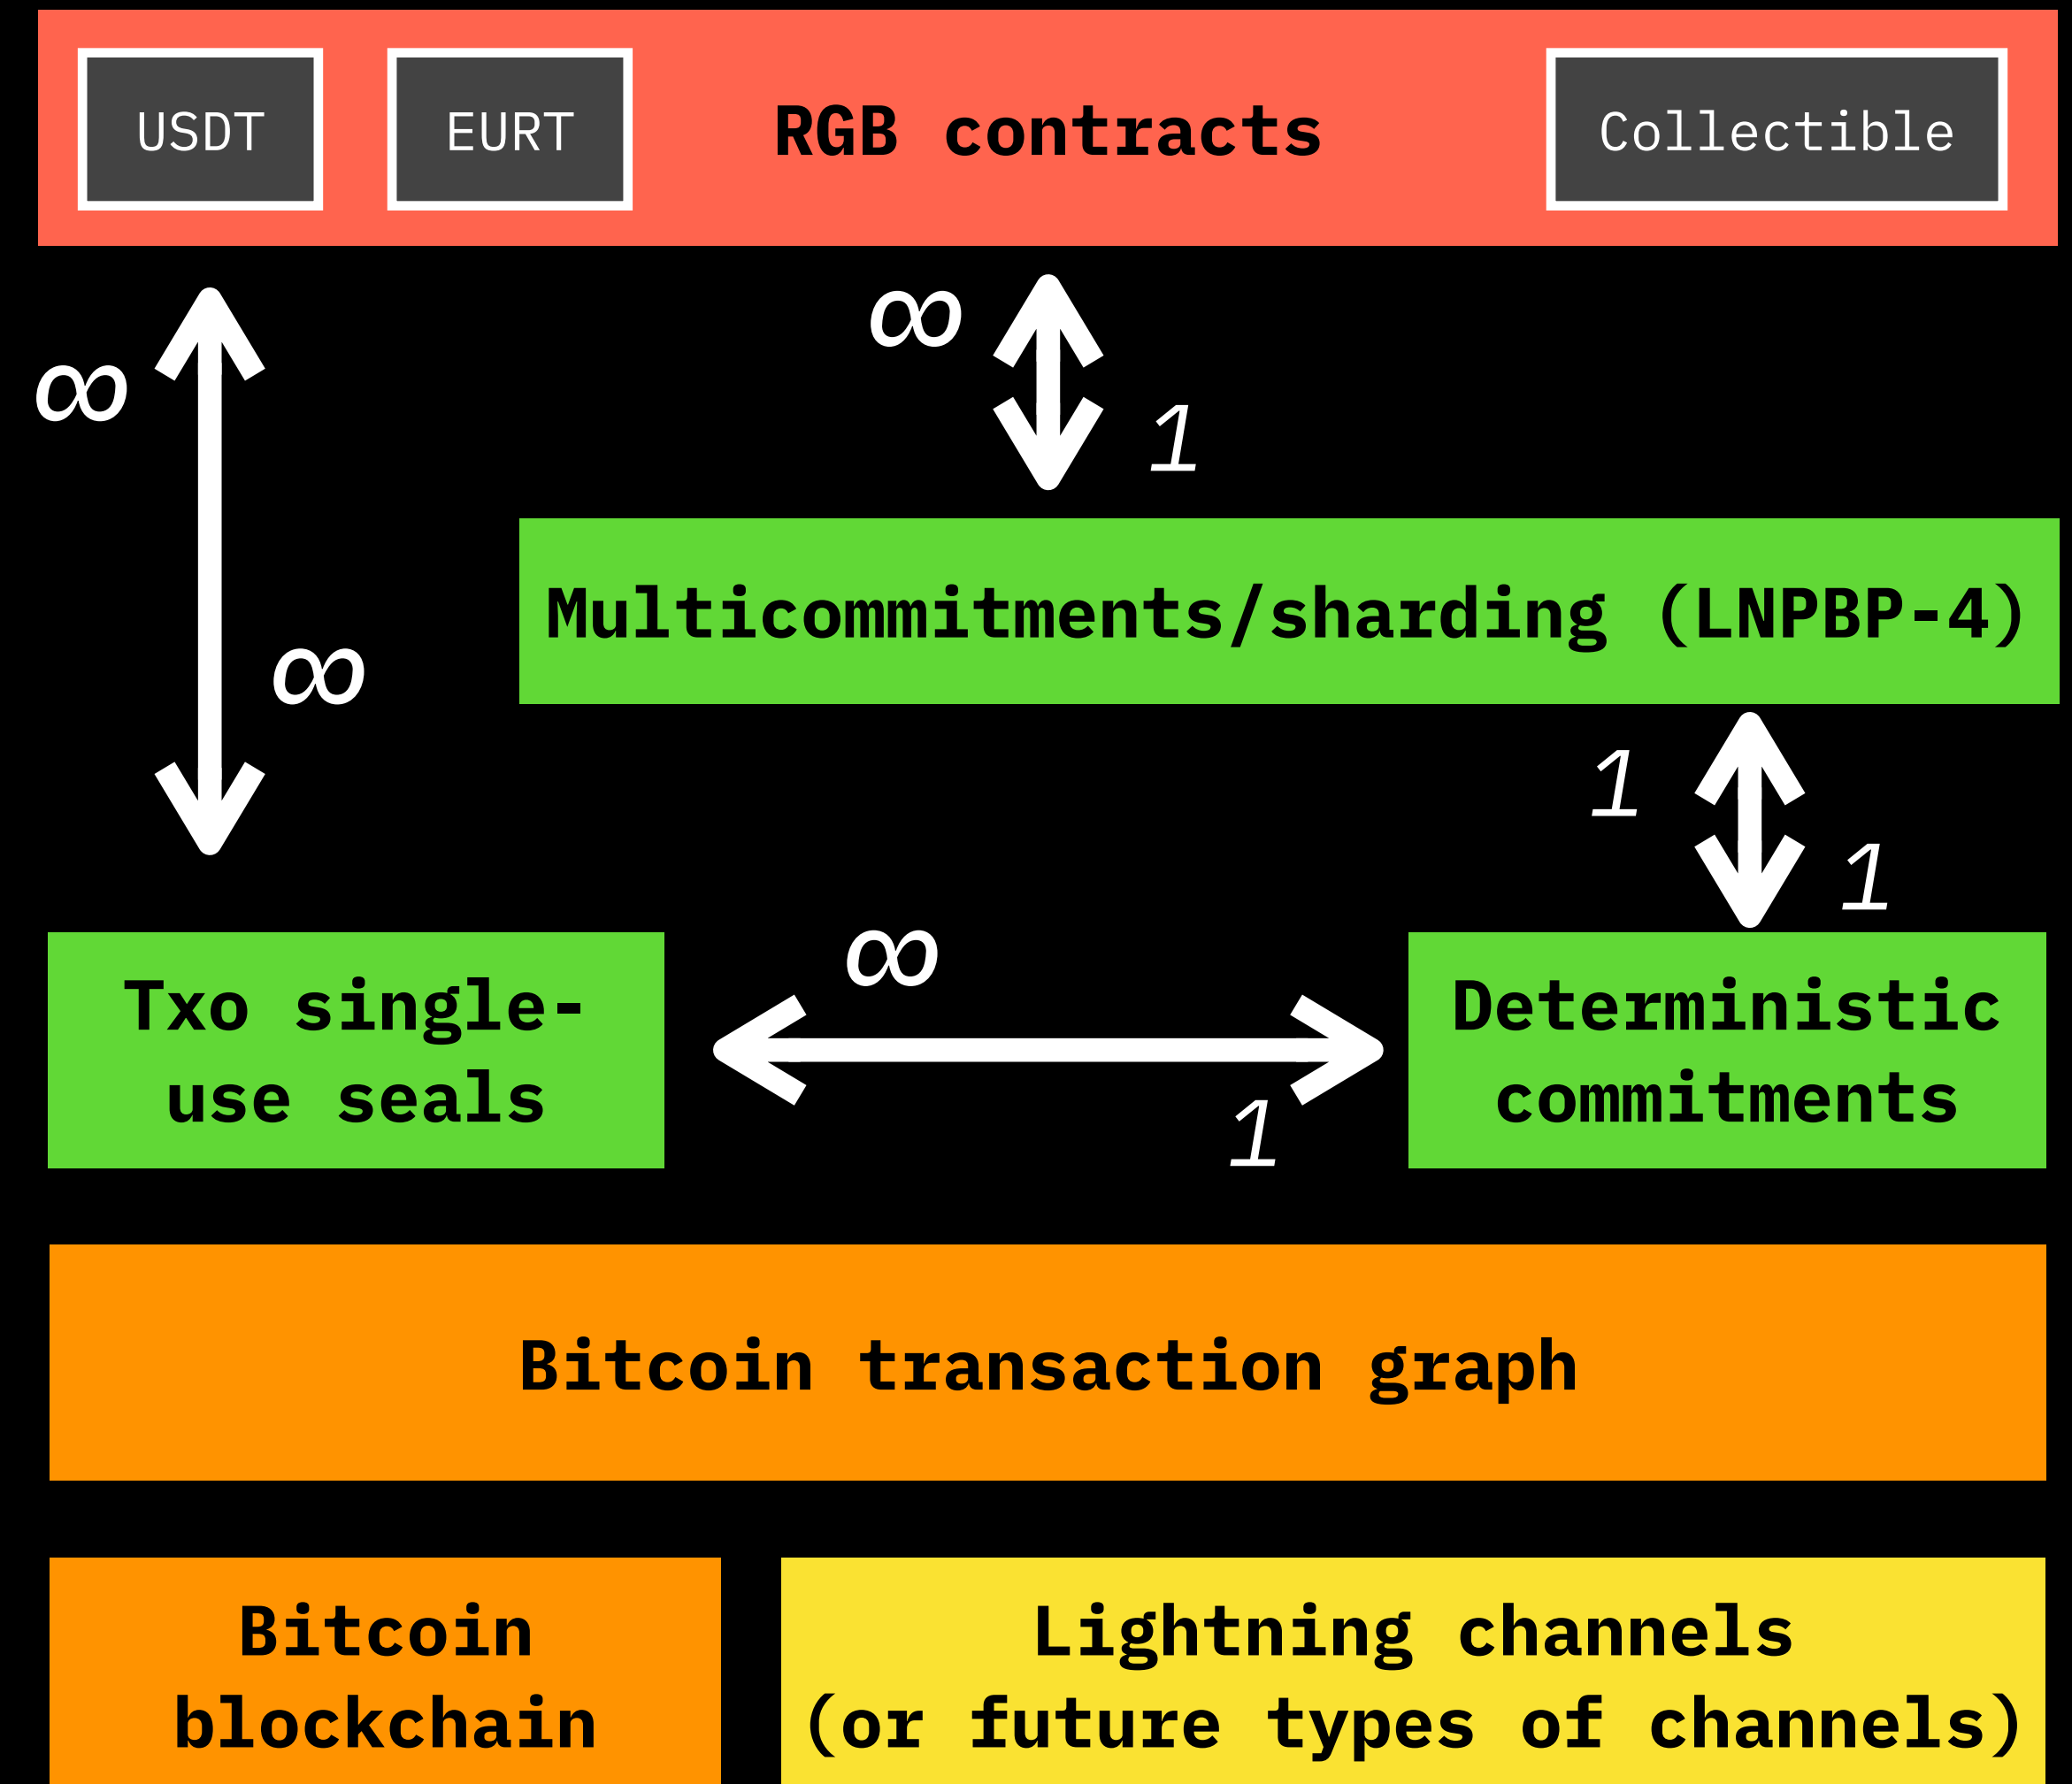 USDT
EURT
RGB contracts
Collectible
∞
1
∞
∞
Multicommitments/sharding (LNPBP-4)
1
1
Txo single-
use seals
∞
1
Deterministic
commitments
Bitcoin transaction graph
Bitcoin
blockchain
Lightning channels
(or future types of channels)